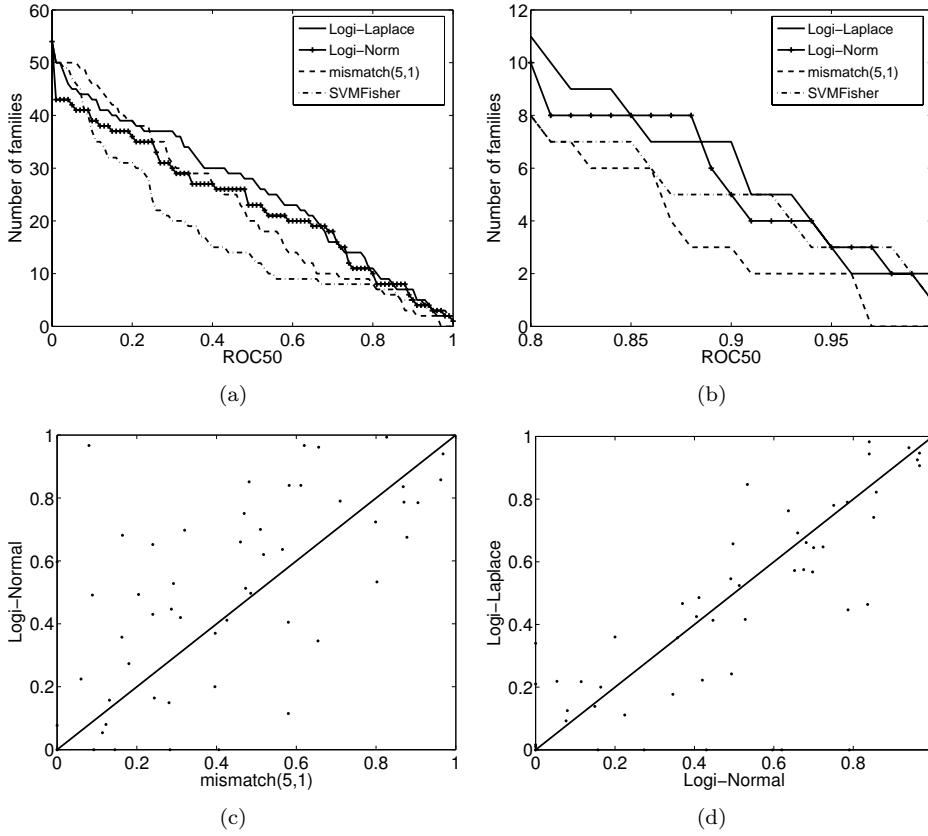 60
50
40
30
20
10
0
Number of families
0 0.2 0.4 0.6 0.8 1
ROC50
Logi−Laplace
Logi−Norm
mismatch(5,1)
SVMFisher
(a)
12
10
8
6
4
2
0
Number of families
0.8 0.85 0.9 0.95
ROC50
Logi−Laplace
Logi−Norm
mismatch(5,1)
SVMFisher
(b)
1
0.8
0.6
0.4
0.2
0
Logi−Normal
0 0.2 0.4 0.6 0.8 1
mismatch(5,1)
(c)
1
0.8
0.6
0.4
0.2
0
Logi−Laplace
0 0.2 0.4 0.6 0.8
Logi−Normal
(d)